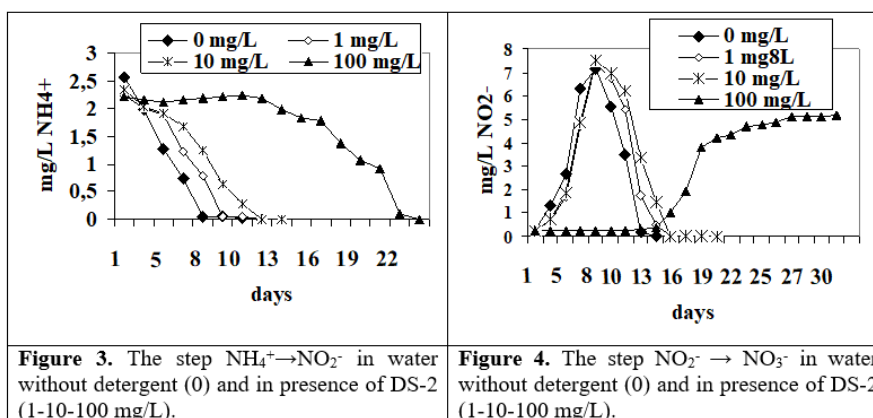 0 mg/L 1 mg/L
10 mg/L 100 mg/L
mg/L NH4+
3
2,5
2
1,5
1
0,5
0
1 5 6 10 13 14 20 22
days
0 mg/L
1 mg8L
10 mg/L
100 mg/L
mg/L NO2-
8
7
6
5
4
3
2
1
0
1 5 8 10 13 16 19 22 25 27 30
days
Figure 3. The step NH₄⁺→NO₂⁻ in water
without detergent (0) and in presence of DS-2
(1-10-100 mg/L).
Figure 4. The step NO₂⁻ → NO₃⁻ in water
without detergent (0) and in presence of DS-2
(1-10-100 mg/L).